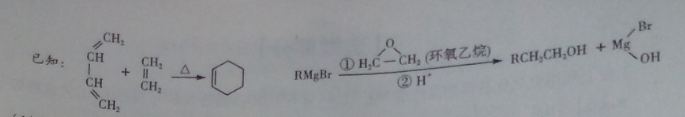 已知：
CH₂
CH
CH
CH₂
+
CH₂
CH₂
△
RMgBr
① H₂C—CH₂ (环氧乙烷)
O
② H⁺
RCH₂CH₂OH + Mg
Br
OH